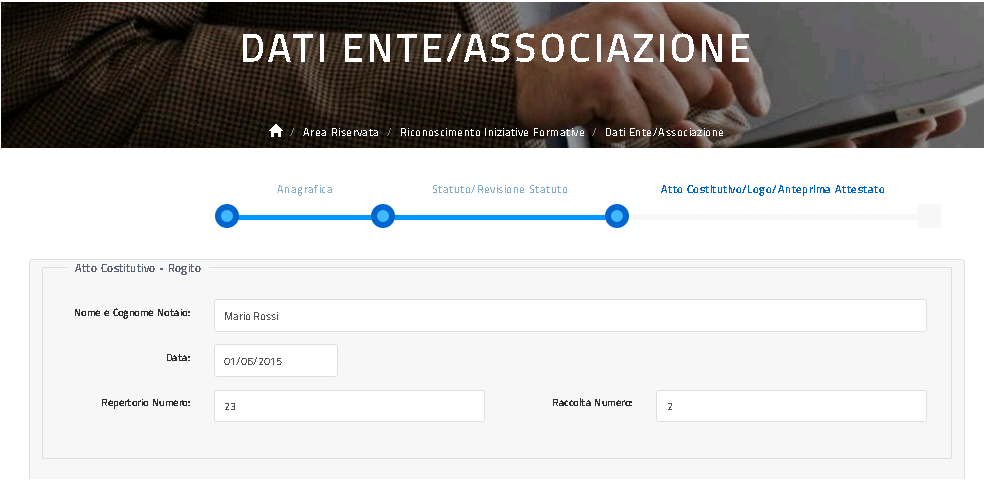 DATI ENTE/ASSOCIAZIONE
/ Area Riservata / Riconoscimento Iniziative Formative / Dati Ente/Associazione
Anagrafica Statuto/Revisione Statuto Atto Costitutivo/Logo/Anteprima Attestato
Atto Costitutivo - Rogito
Nome e Cognome Notaio: Mario Rossi
Data: 01/06/2015
Repertorio Numero: 23 Raccolta Numero: 2